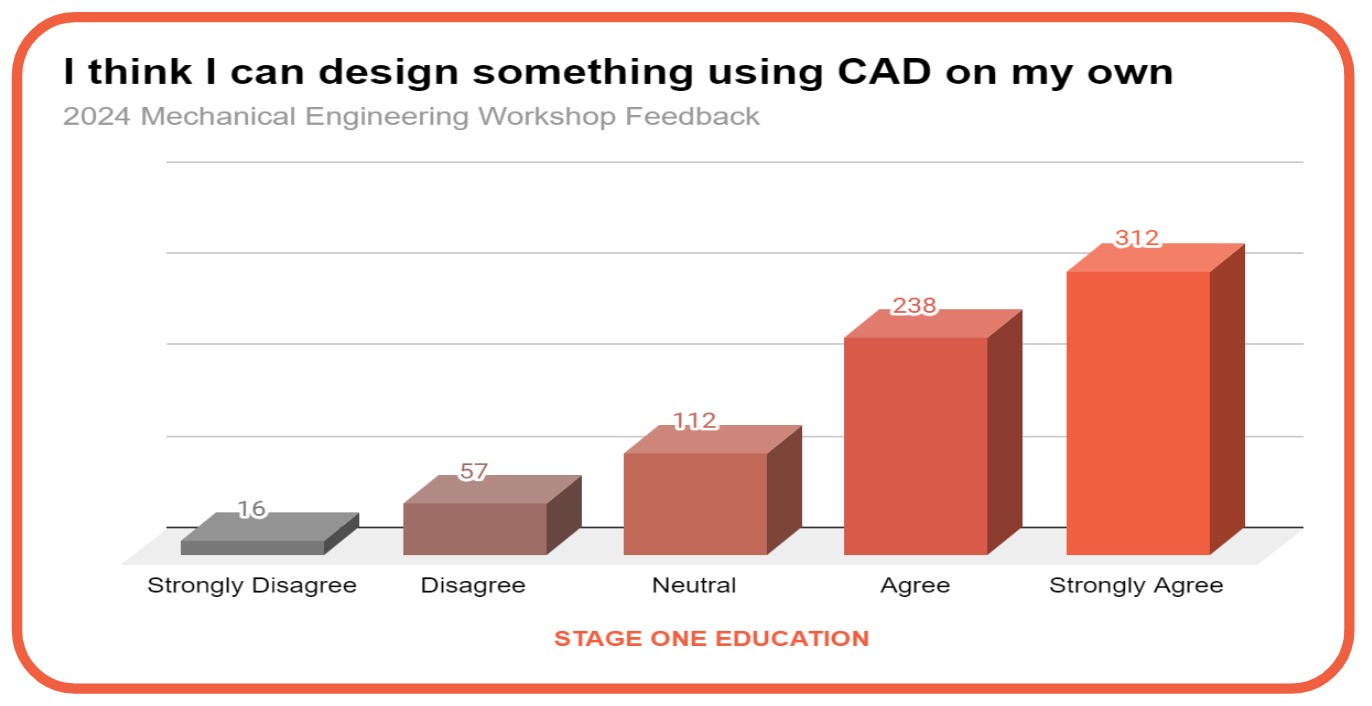 I think I can design something using CAD on my own
2024 Mechanical Engineering Workshop Feedback
312
238
112
57
16
Strongly Disagree Disagree Neutral Agree Strongly Agree
STAGE ONE EDUCATION